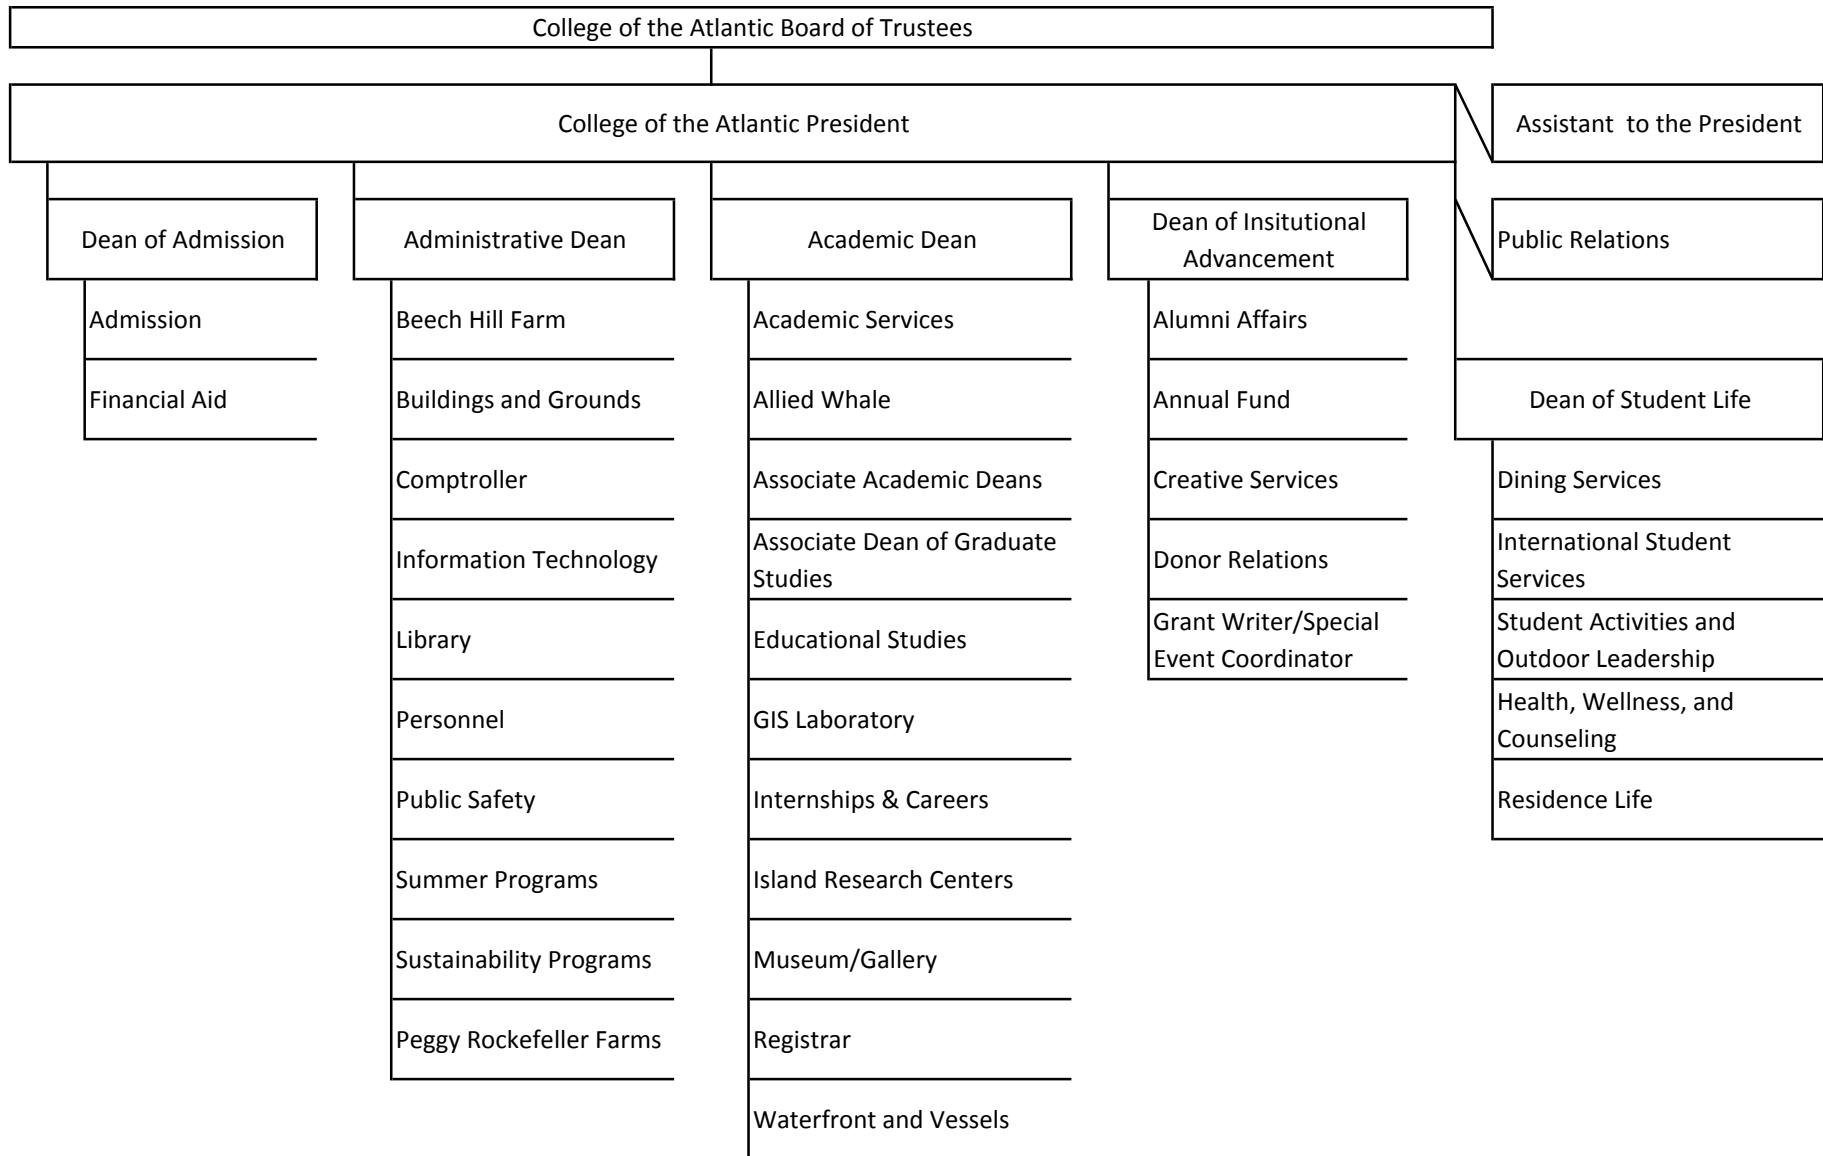 College of the Atlantic Board of Trustees
College of the Atlantic President
Assistant to the President
Dean of Admission
Administrative Dean
Academic Dean
Dean of Insitutional
Advancement
Public Relations
Admission
Financial Aid
Beech Hill Farm
Buildings and Grounds
Comptroller
Information Technology
Library
Personnel
Public Safety
Summer Programs
Sustainability Programs
Peggy Rockefeller Farms
Academic Services
Allied Whale
Associate Academic Deans
Associate Dean of Graduate
Studies
Educational Studies
GIS Laboratory
Internships & Careers
Island Research Centers
Museum/Gallery
Registrar
Waterfront and Vessels
Alumni Affairs
Annual Fund
Creative Services
Donor Relations
Grant Writer/Special
Event Coordinator
Dean of Student Life
Dining Services
International Student
Services
Student Activities and
Outdoor Leadership
Health, Wellness, and
Counseling
Residence Life